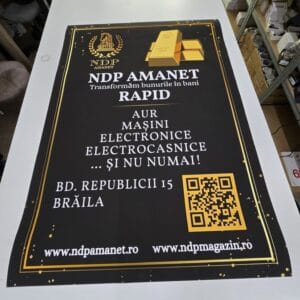 NDP
AMANET
NDP AMANET
Transformăm bunurile în bani
RAPID
AUR
MAȘINI
ELECTRONICE
ELECTROCASNICE
... ȘI NU NUMAI!
BD. REPUBLICII 15
BRĂILA
www.ndpamanet.ro www.ndpmagazin.ro